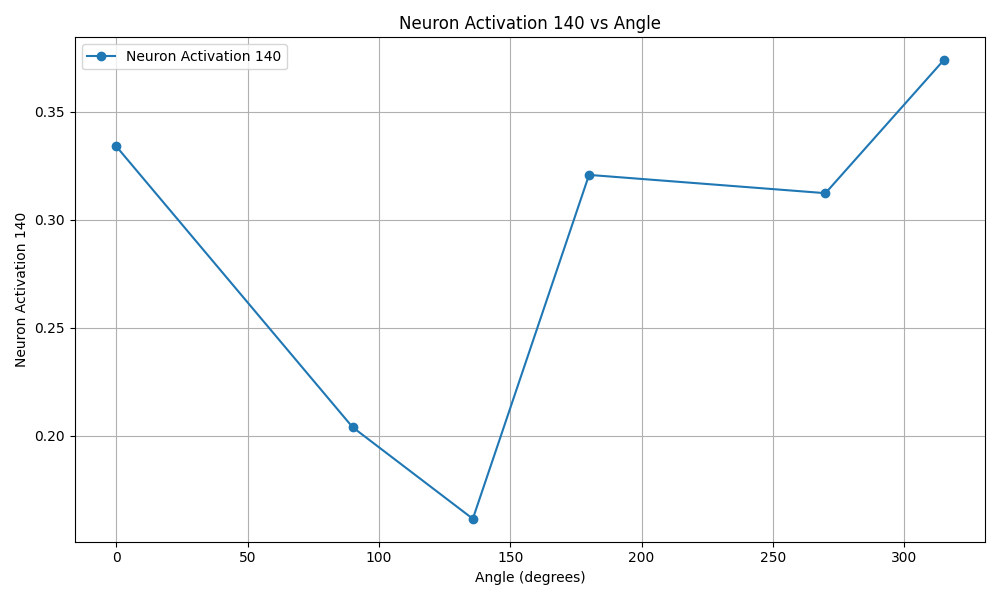 Neuron Activation 140 vs Angle
Neuron Activation 140
Neuron Activation 140
0.35
0.30
0.25
0.20
0 50 100 150 200 250 300
Angle (degrees)